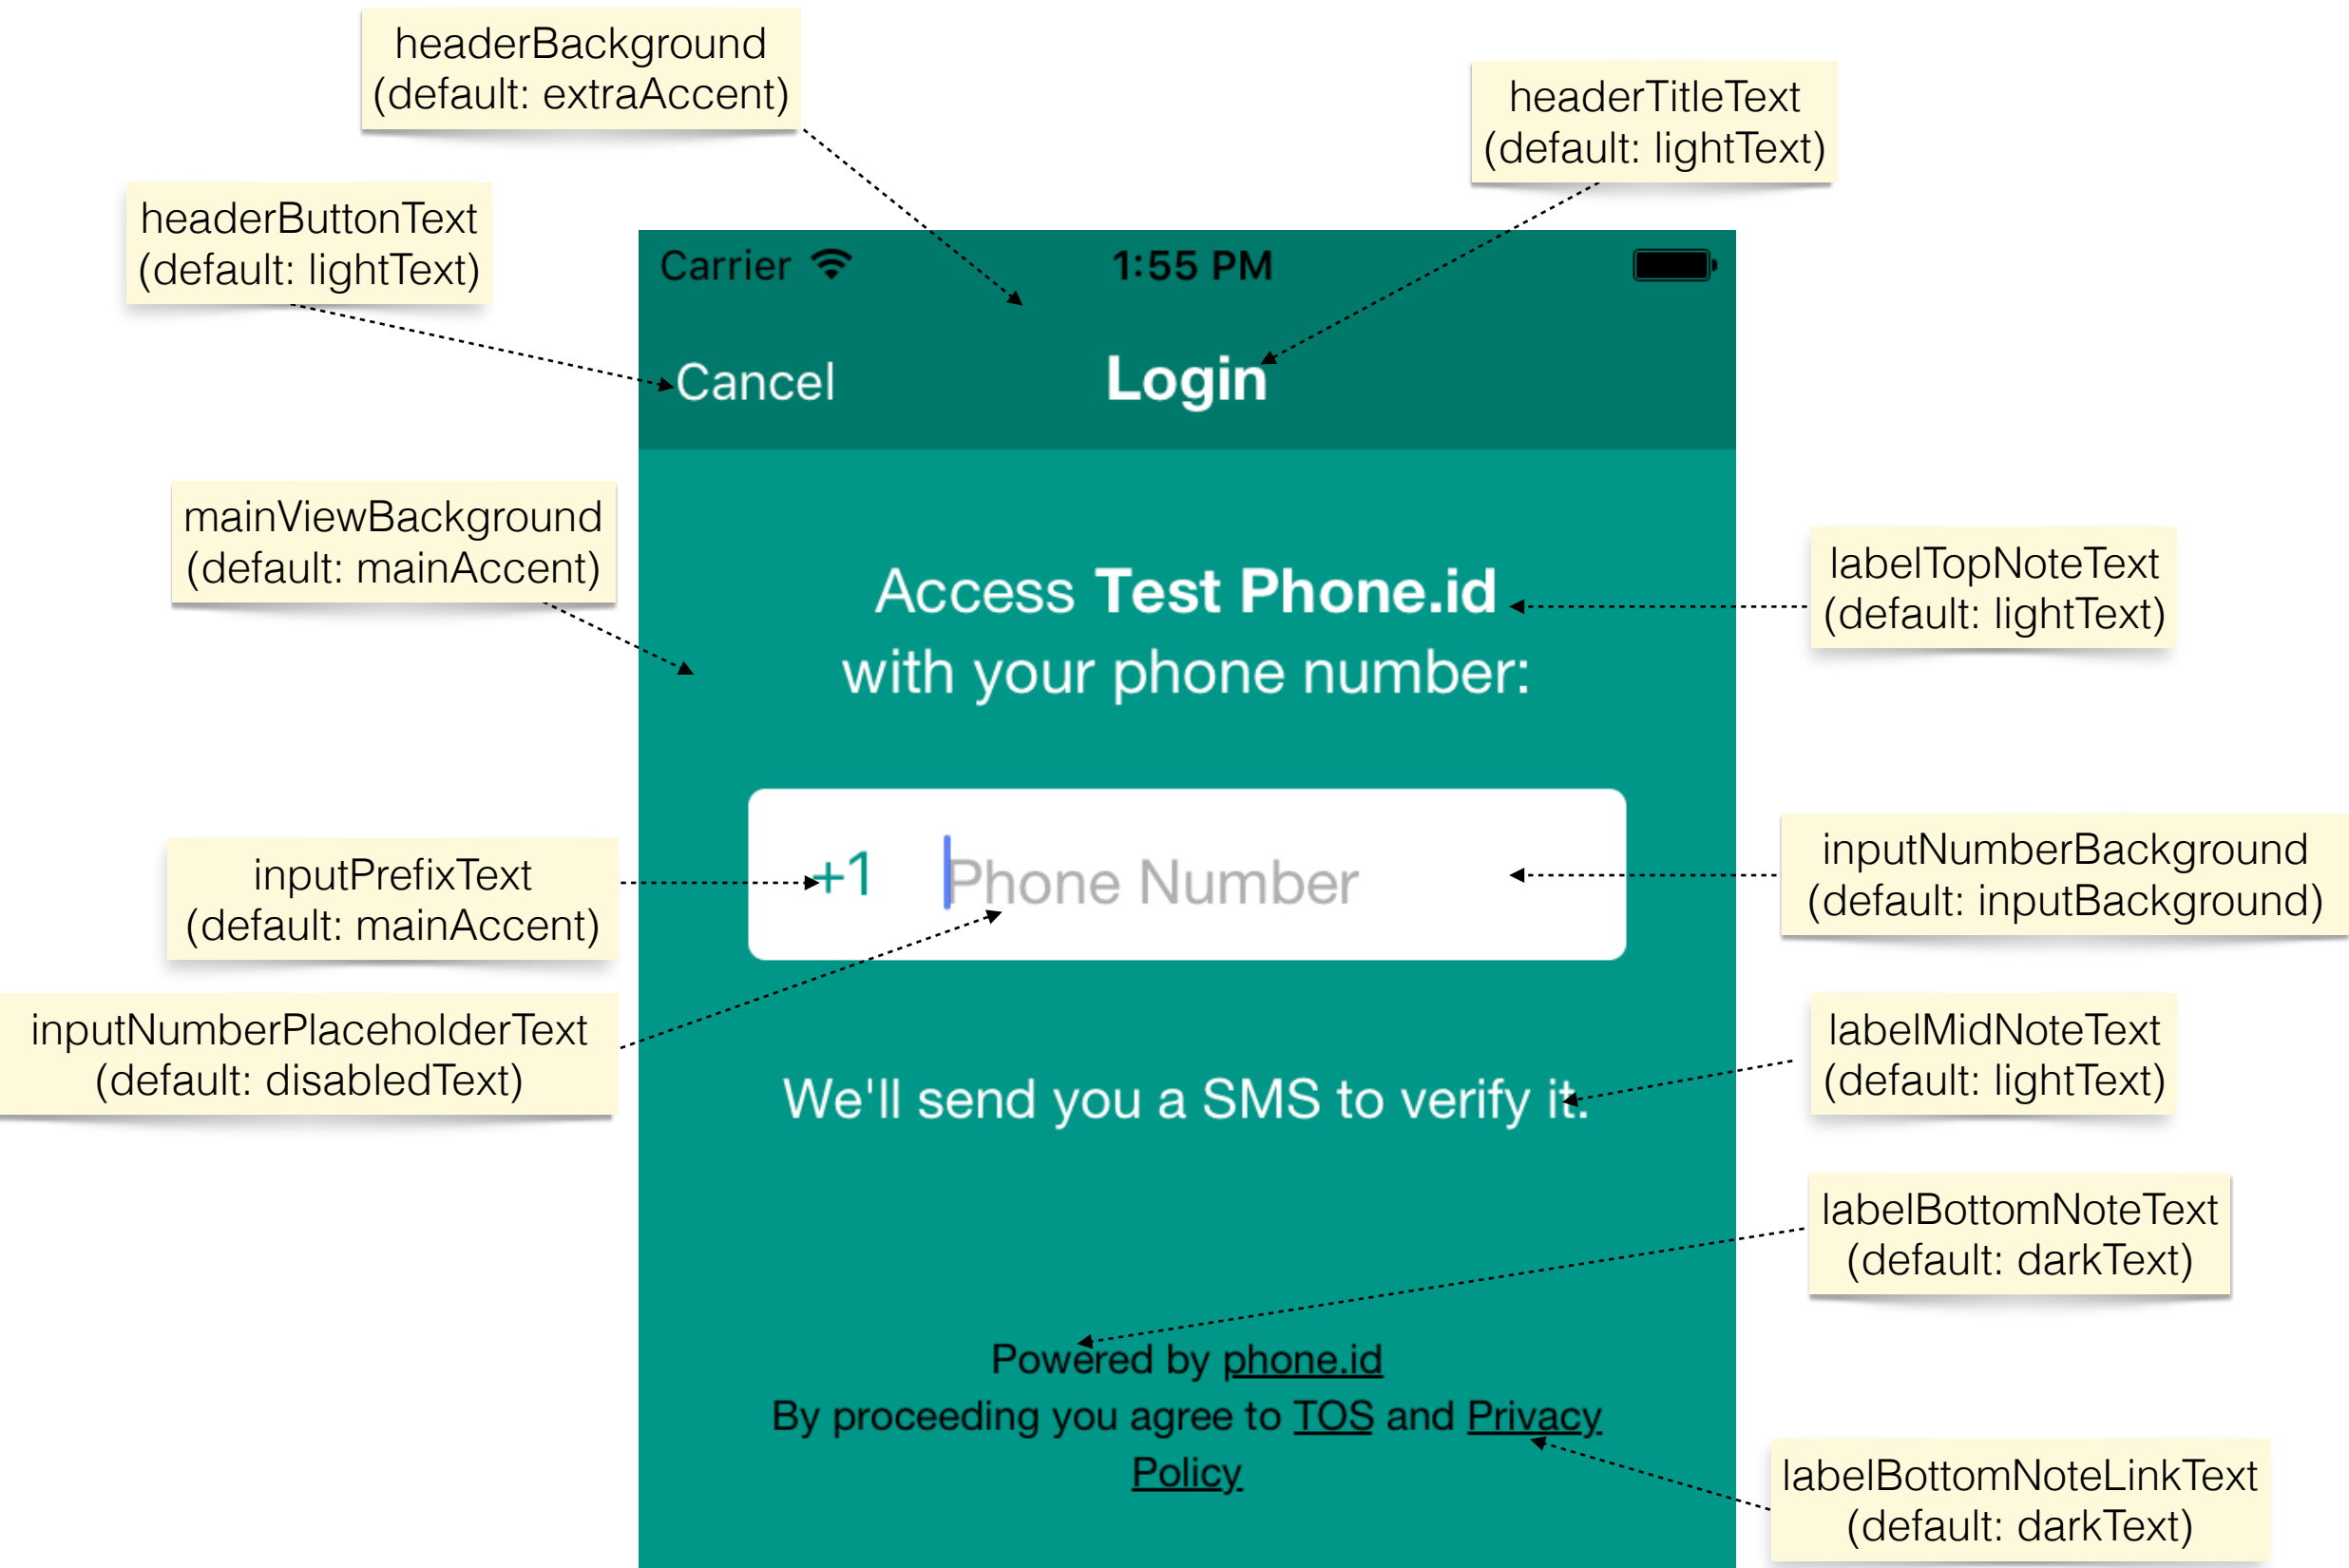 headerBackground
(default: extraAccent)
headerTitleText
(default: lightText)
headerButtonText
(default: lightText)
Carrier 1:55 PM
Cancel Login
mainViewBackground
(default: mainAccent)
Access Test Phone.id
with your phone number:
labelTopNoteText
(default: lightText)
inputPrefixText
(default: mainAccent)
+1 Phone Number
inputNumberBackground
(default: inputBackground)
inputNumberPlaceholderText
(default: disabledText)
We'll send you a SMS to verify it.
labelMidNoteText
(default: lightText)
labelBottomNoteText
(default: darkText)
Powered by phone.id
By proceeding you agree to TOS and Privacy
Policy
labelBottomNoteLinkText
(default: darkText)